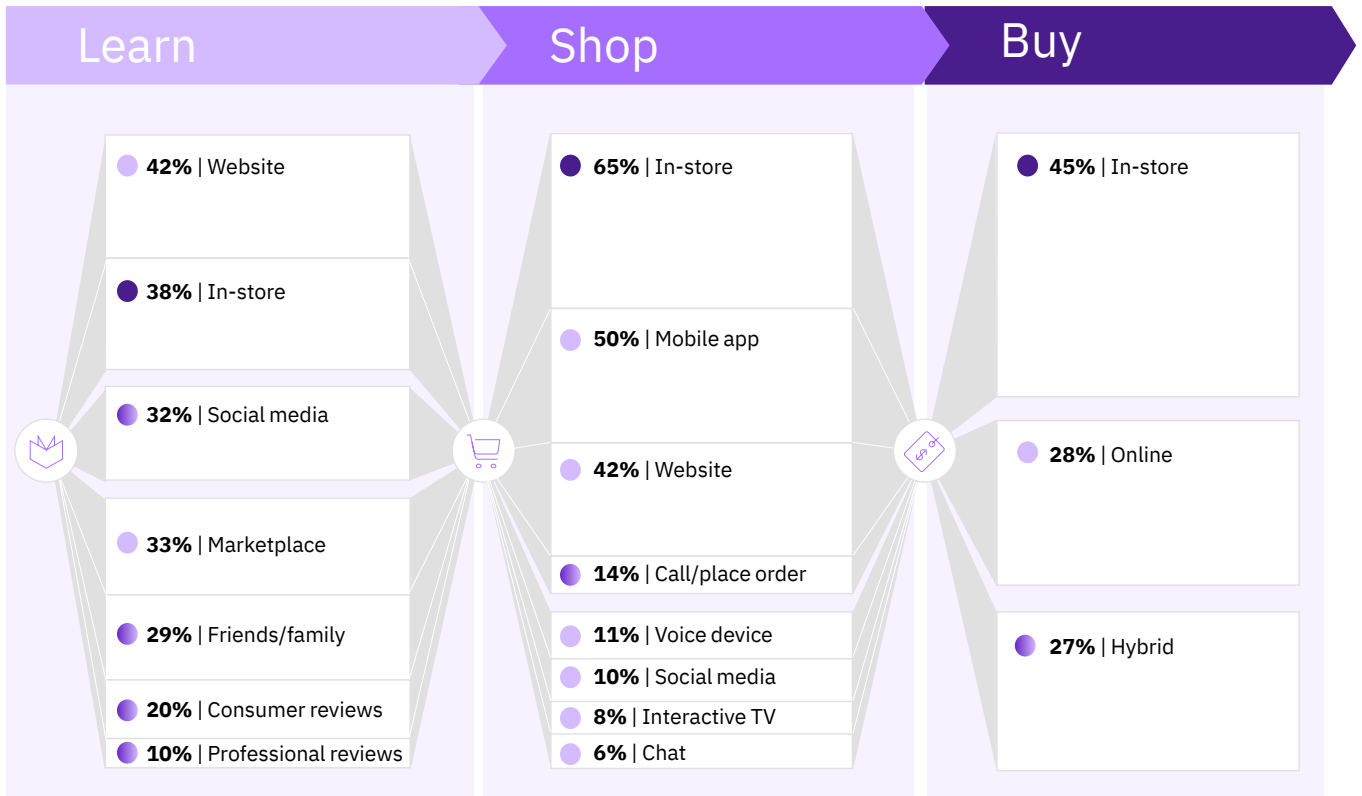 Learn
42% | Website
38% | In-store
32% | Social media
33% | Marketplace
29% | Friends/family
20% | Consumer reviews
10% | Professional reviews
Shop
65% | In-store
50% | Mobile app
42% | Website
14% | Call/place order
11% | Voice device
10% | Social media
8% | Interactive TV
6% | Chat
Buy
45% | In-store
28% | Online
27% | Hybrid
$